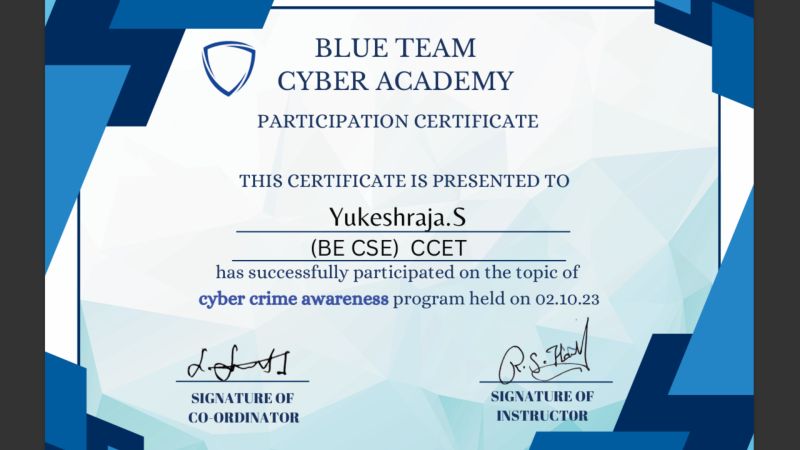 BLUE TEAM
CYBER ACADEMY
PARTICIPATION CERTIFICATE
THIS CERTIFICATE IS PRESENTED TO
Yukeshraja.S
(BE CSE) CCET
has successfully participated on the topic of
cyber crime awareness program held on 02.10.23
SIGNATURE OF
CO-ORDINATOR
SIGNATURE OF
INSTRUCTOR